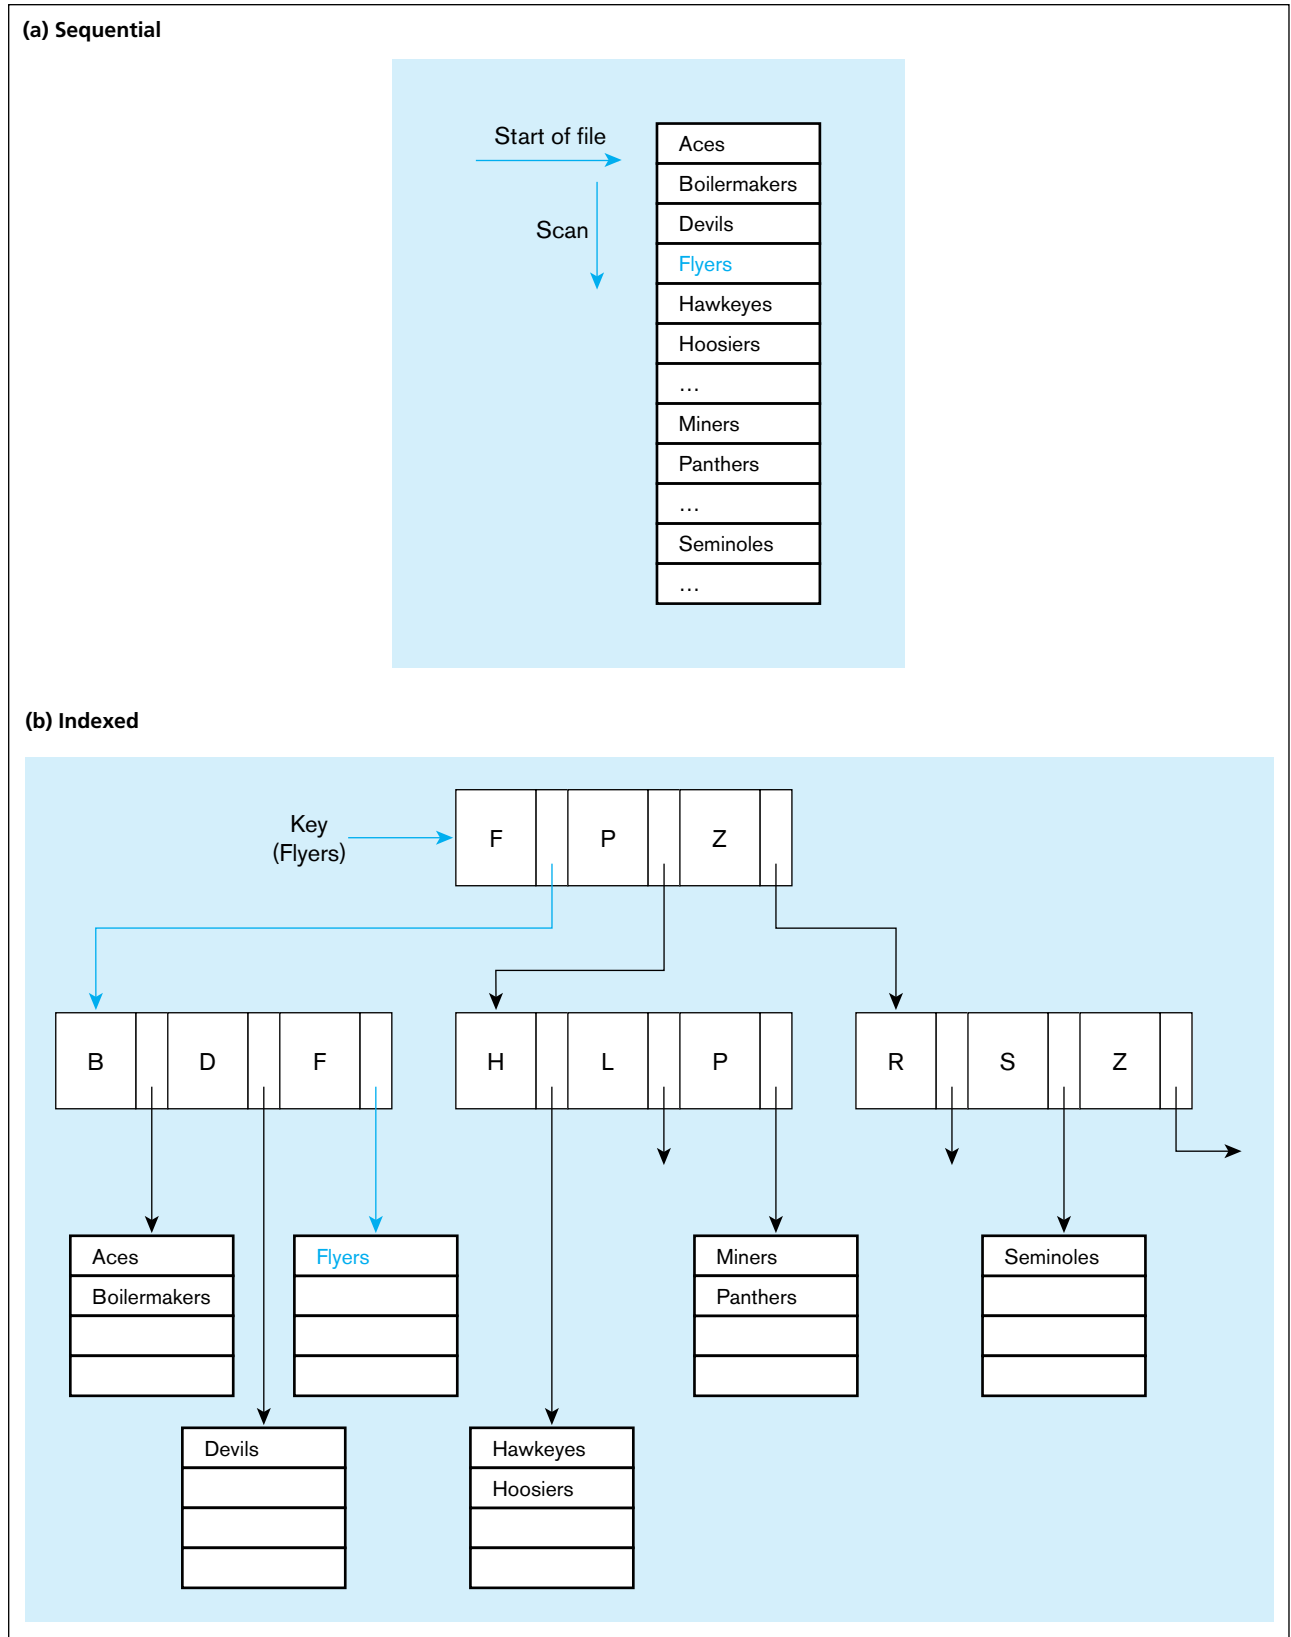 (a) Sequential
Start of file
Scan
Aces
Boilermakers
Devils
Flyers
Hawkeyes
Hoosiers
…
Miners
Panthers
…
Seminoles
…
(b) Indexed
Key
(Flyers)
F P Z
B D F
H L P
R S Z
Aces
Boilermakers
Flyers
Miners
Panthers
Seminoles
Devils
Hawkeyes
Hoosiers